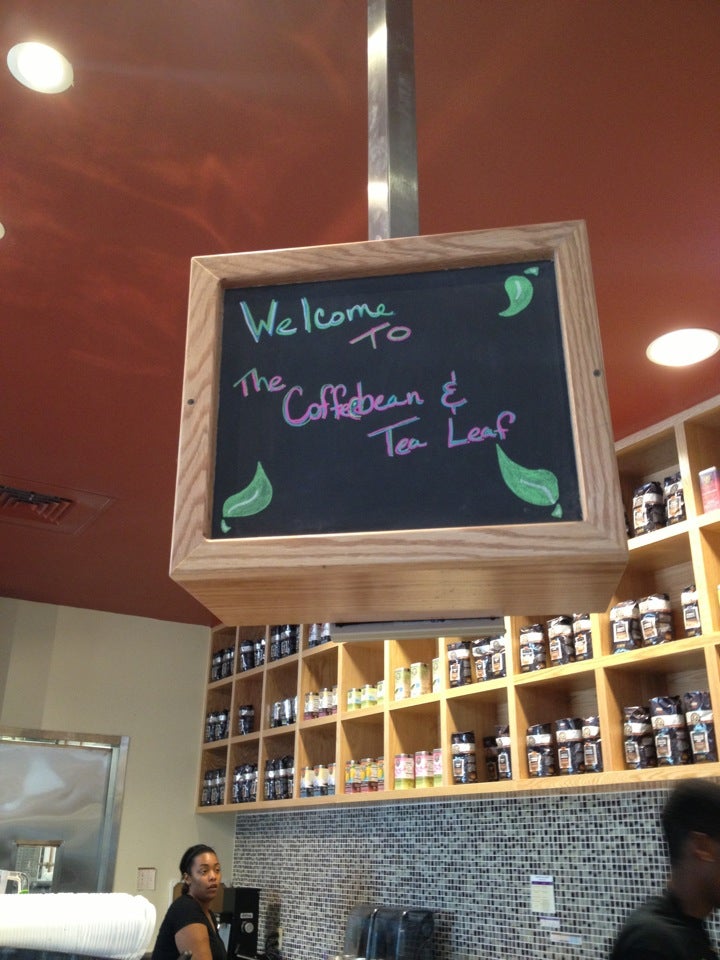 Welcome
To
The
Coffeebean &
Tea Leaf